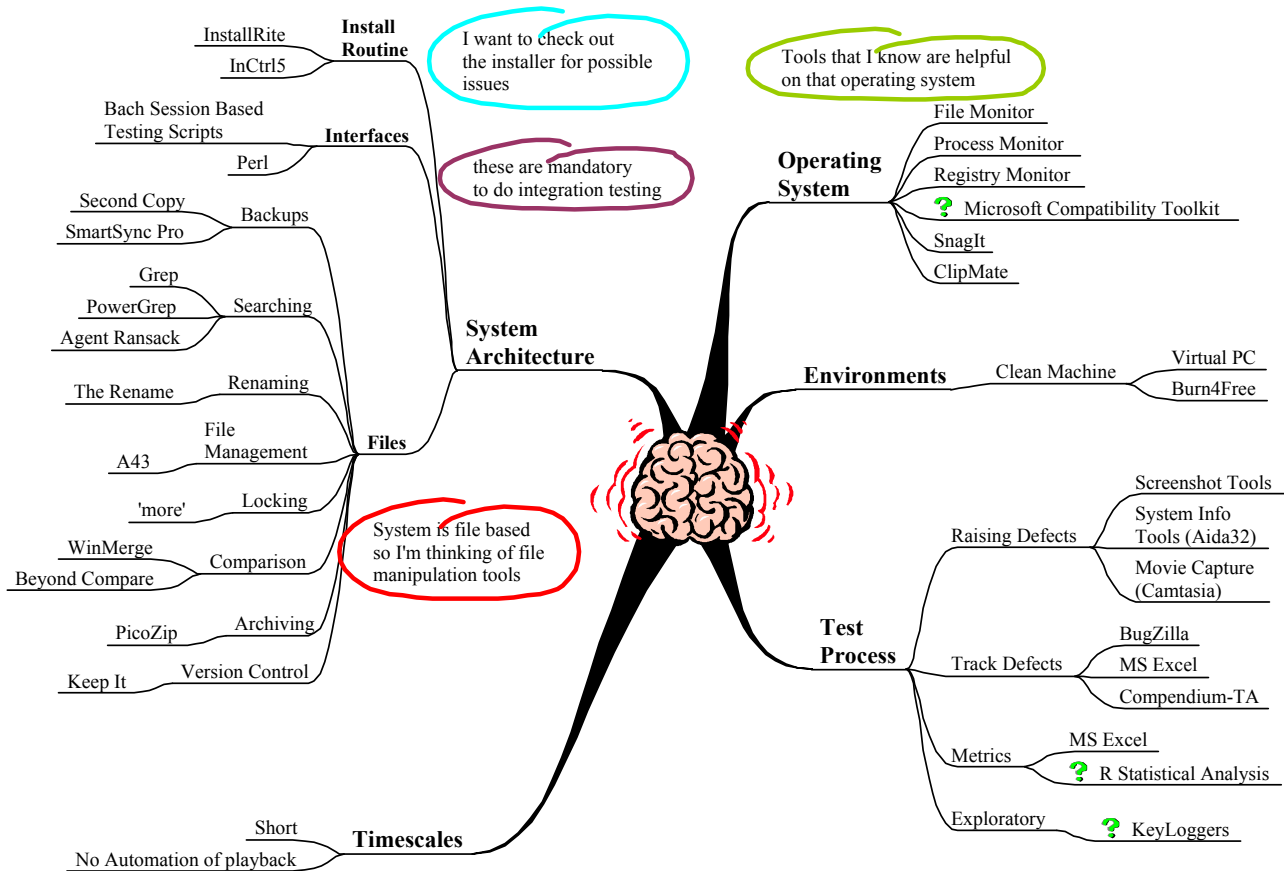 Install
Routine
InstallRite
InCtrl5
I want to check out
the installer for possible
issues
Bach Session Based
Testing Scripts
Perl
Interfaces
these are mandatory
to do integration testing
Second Copy
SmartSync Pro
Backups
Grep
PowerGrep
Agent Ransack
Searching
The Rename
Renaming
A43
File
Management
'more'
Locking
WinMerge
Beyond Compare
Comparison
PicoZip
Archiving
Keep It
Version Control
Files
System is file based
so I'm thinking of file
manipulation tools
System
Architecture
Short
No Automation of playback
Timescales
Tools that I know are helpful
on that operating system
Operating
System
File Monitor
Process Monitor
Registry Monitor
? Microsoft Compatibility Toolkit
SnagIt
ClipMate
Environments
Clean Machine
Virtual PC
Burn4Free
Test
Process
Raising Defects
Screenshot Tools
System Info
Tools (Aida32)
Movie Capture
(Camtasia)
Track Defects
BugZilla
MS Excel
Compendium-TA
Metrics
MS Excel
? R Statistical Analysis
Exploratory
? KeyLoggers